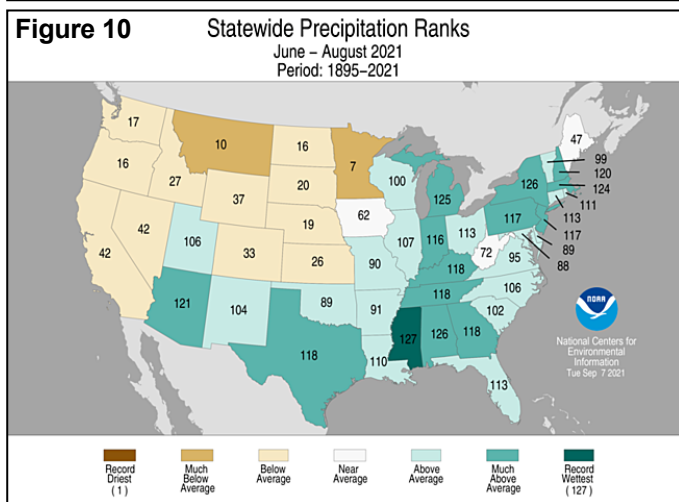 Figure 10
Statewide Precipitation Ranks
June – August 2021
Period: 1895–2021
17
10
16
7
47
16
27
20
100
125
126
99
120
124
111
37
62
113
42
42
19
107
116
113
117
117
106
33
26
90
118
72
95
89
88
121
104
89
91
118
106
102
118
127
126
118
110
113
NOAA
National Centers for
Environmental
Information
Tue Sep 7 2021
Record
Driest
(1)
Much
Below
Average
Below
Average
Near
Average
Above
Average
Much
Above
Average
Record
Wettest
(127)